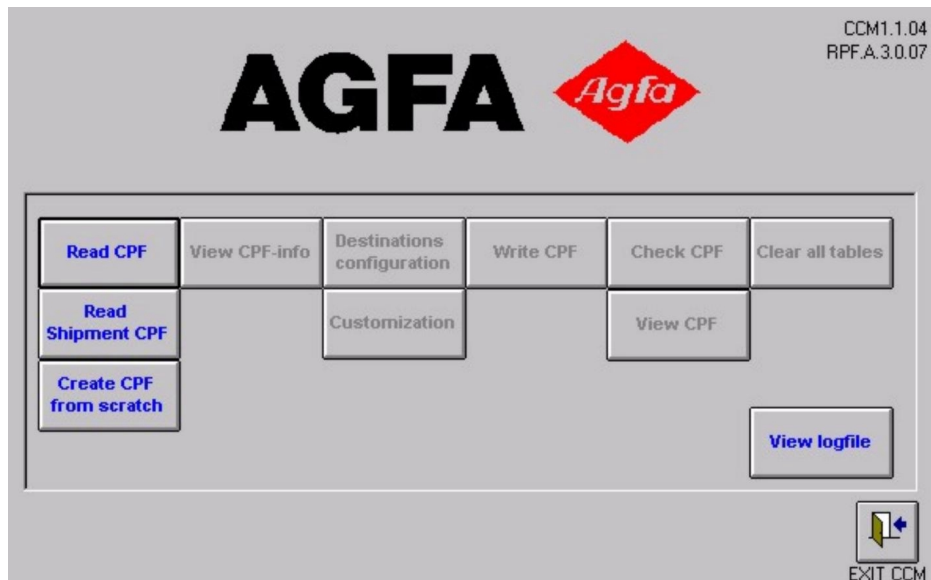 CCM1.1.04
RPF.A.3.0.07
AGFA
Agfa
Read CPF
View CPF-info
Destinations
configuration
Write CPF
Check CPF
Clear all tables
Read
Shipment CPF
Customization
View CPF
Create CPF
from scratch
View logfile
EXIT CCM